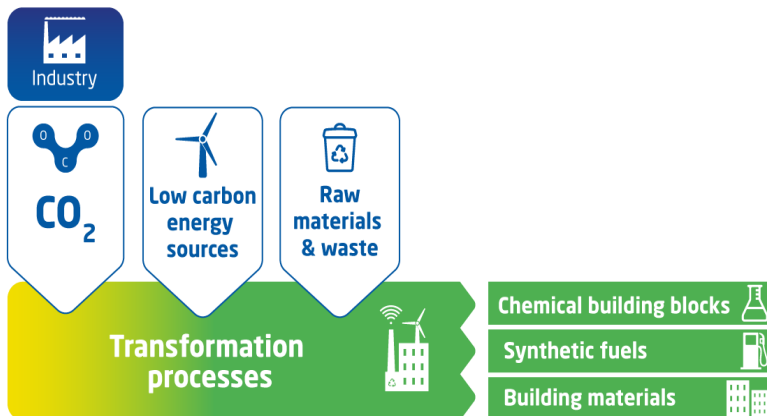 Industry
O O
C
CO₂
Low carbon
energy
sources
Raw
materials
& waste
Transformation
processes
Chemical building blocks
Synthetic fuels
Building materials